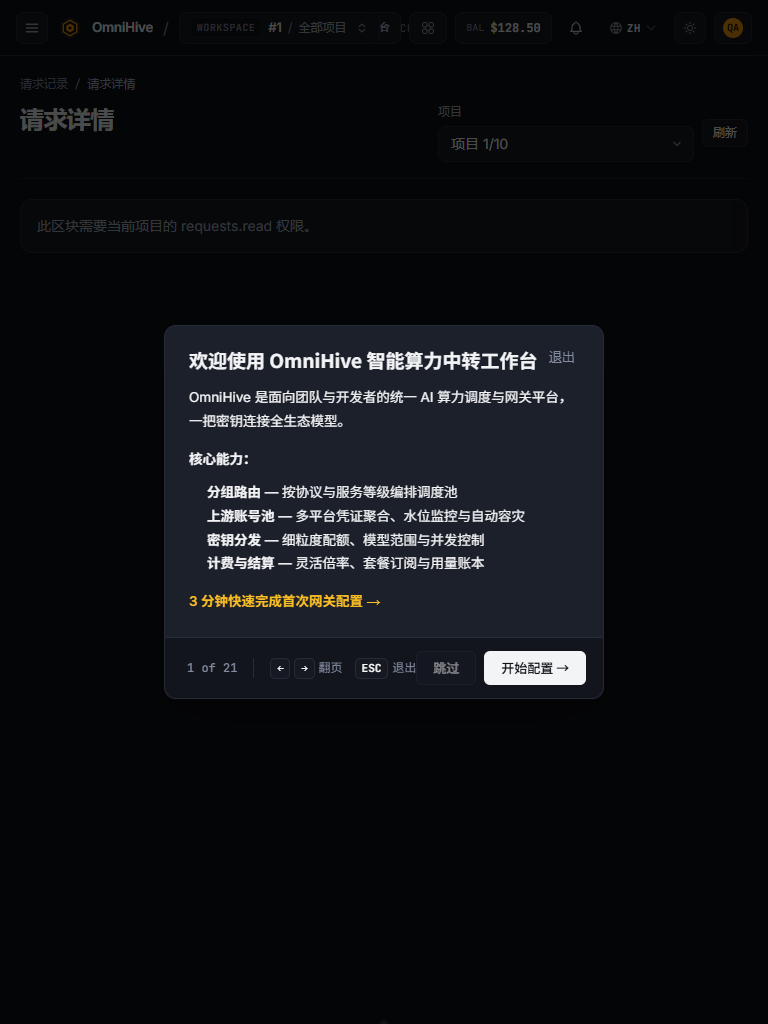 OmniHive / WORKSPACE #1 / 全部项目 BAL $128.50 ZH QA
请求记录 / 请求详情
请求详情
项目
项目 1/10
刷新
此区块需要当前项目的 requests.read 权限。
欢迎使用 OmniHive 智能算力中转工作台 退出
OmniHive 是面向团队与开发者的统一 AI 算力调度与网关平台，
一把密钥连接全生态模型。
核心能力：
分组路由 — 按协议与服务等级编排调度池
上游账号池 — 多平台凭证聚合、水位监控与自动容灾
密钥分发 — 细粒度配额、模型范围与并发控制
计费与结算 — 灵活倍率、套餐订阅与用量账本
3 分钟快速完成首次网关配置 →
1 of 21 ← → 翻页 ESC 退出 跳过 开始配置 →